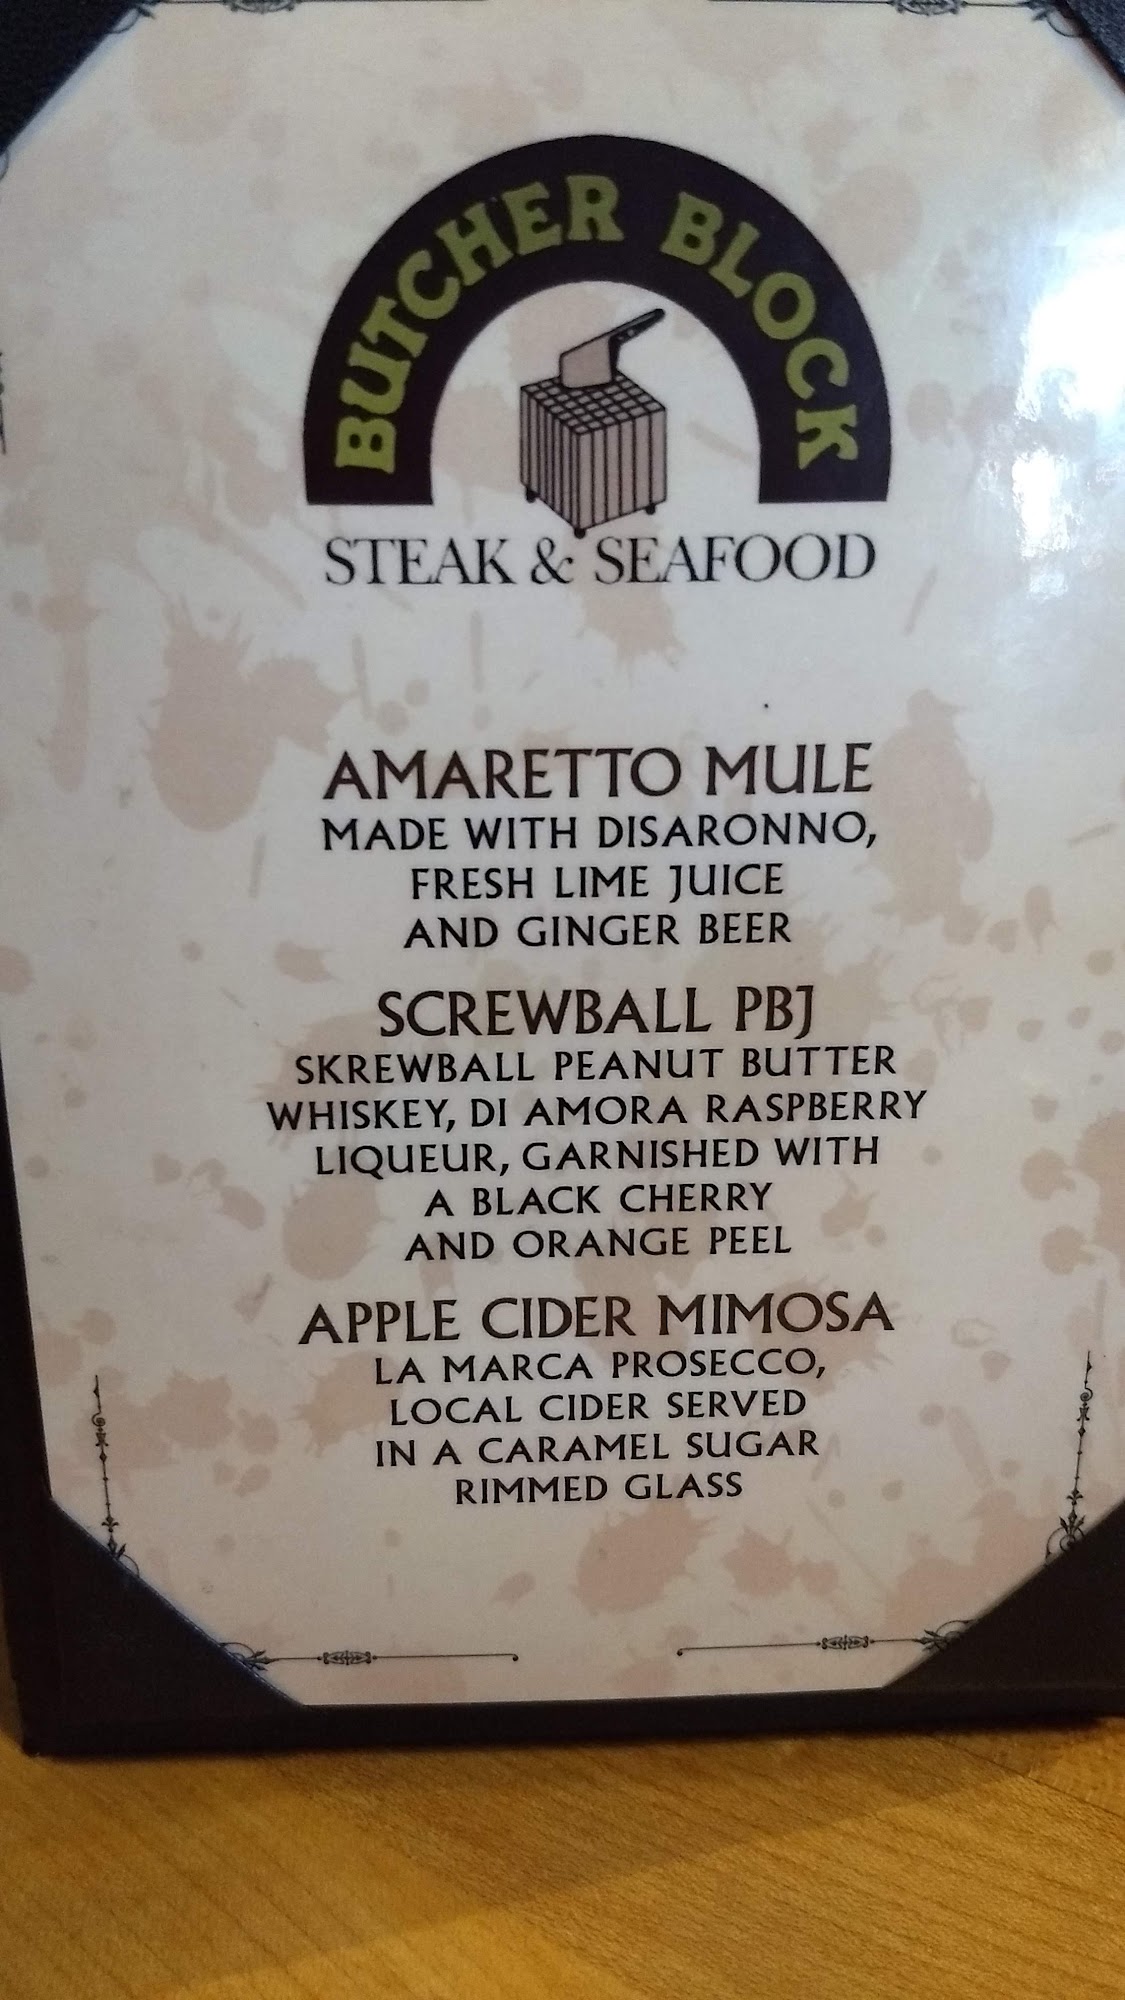 BUTCHER BLOCK
STEAK & SEAFOOD
AMARETTO MULE
MADE WITH DISARONNO,
FRESH LIME JUICE
AND GINGER BEER
SCREWBALL PBJ
SKREWBALL PEANUT BUTTER
WHISKEY, DI AMORA RASPBERRY
LIQUEUR, GARNISHED WITH
A BLACK CHERRY
AND ORANGE PEEL
APPLE CIDER MIMOSA
LA MARCA PROSECCO,
LOCAL CIDER SERVED
IN A CARAMEL SUGAR
RIMMED GLASS